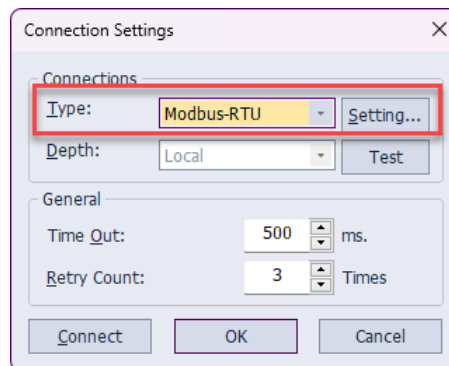 Connection Settings
Connections
Type: Modbus-RTU Setting...
Depth: Local Test
General
Time Out: 500 ms.
Retry Count: 3 Times
Connect OK Cancel